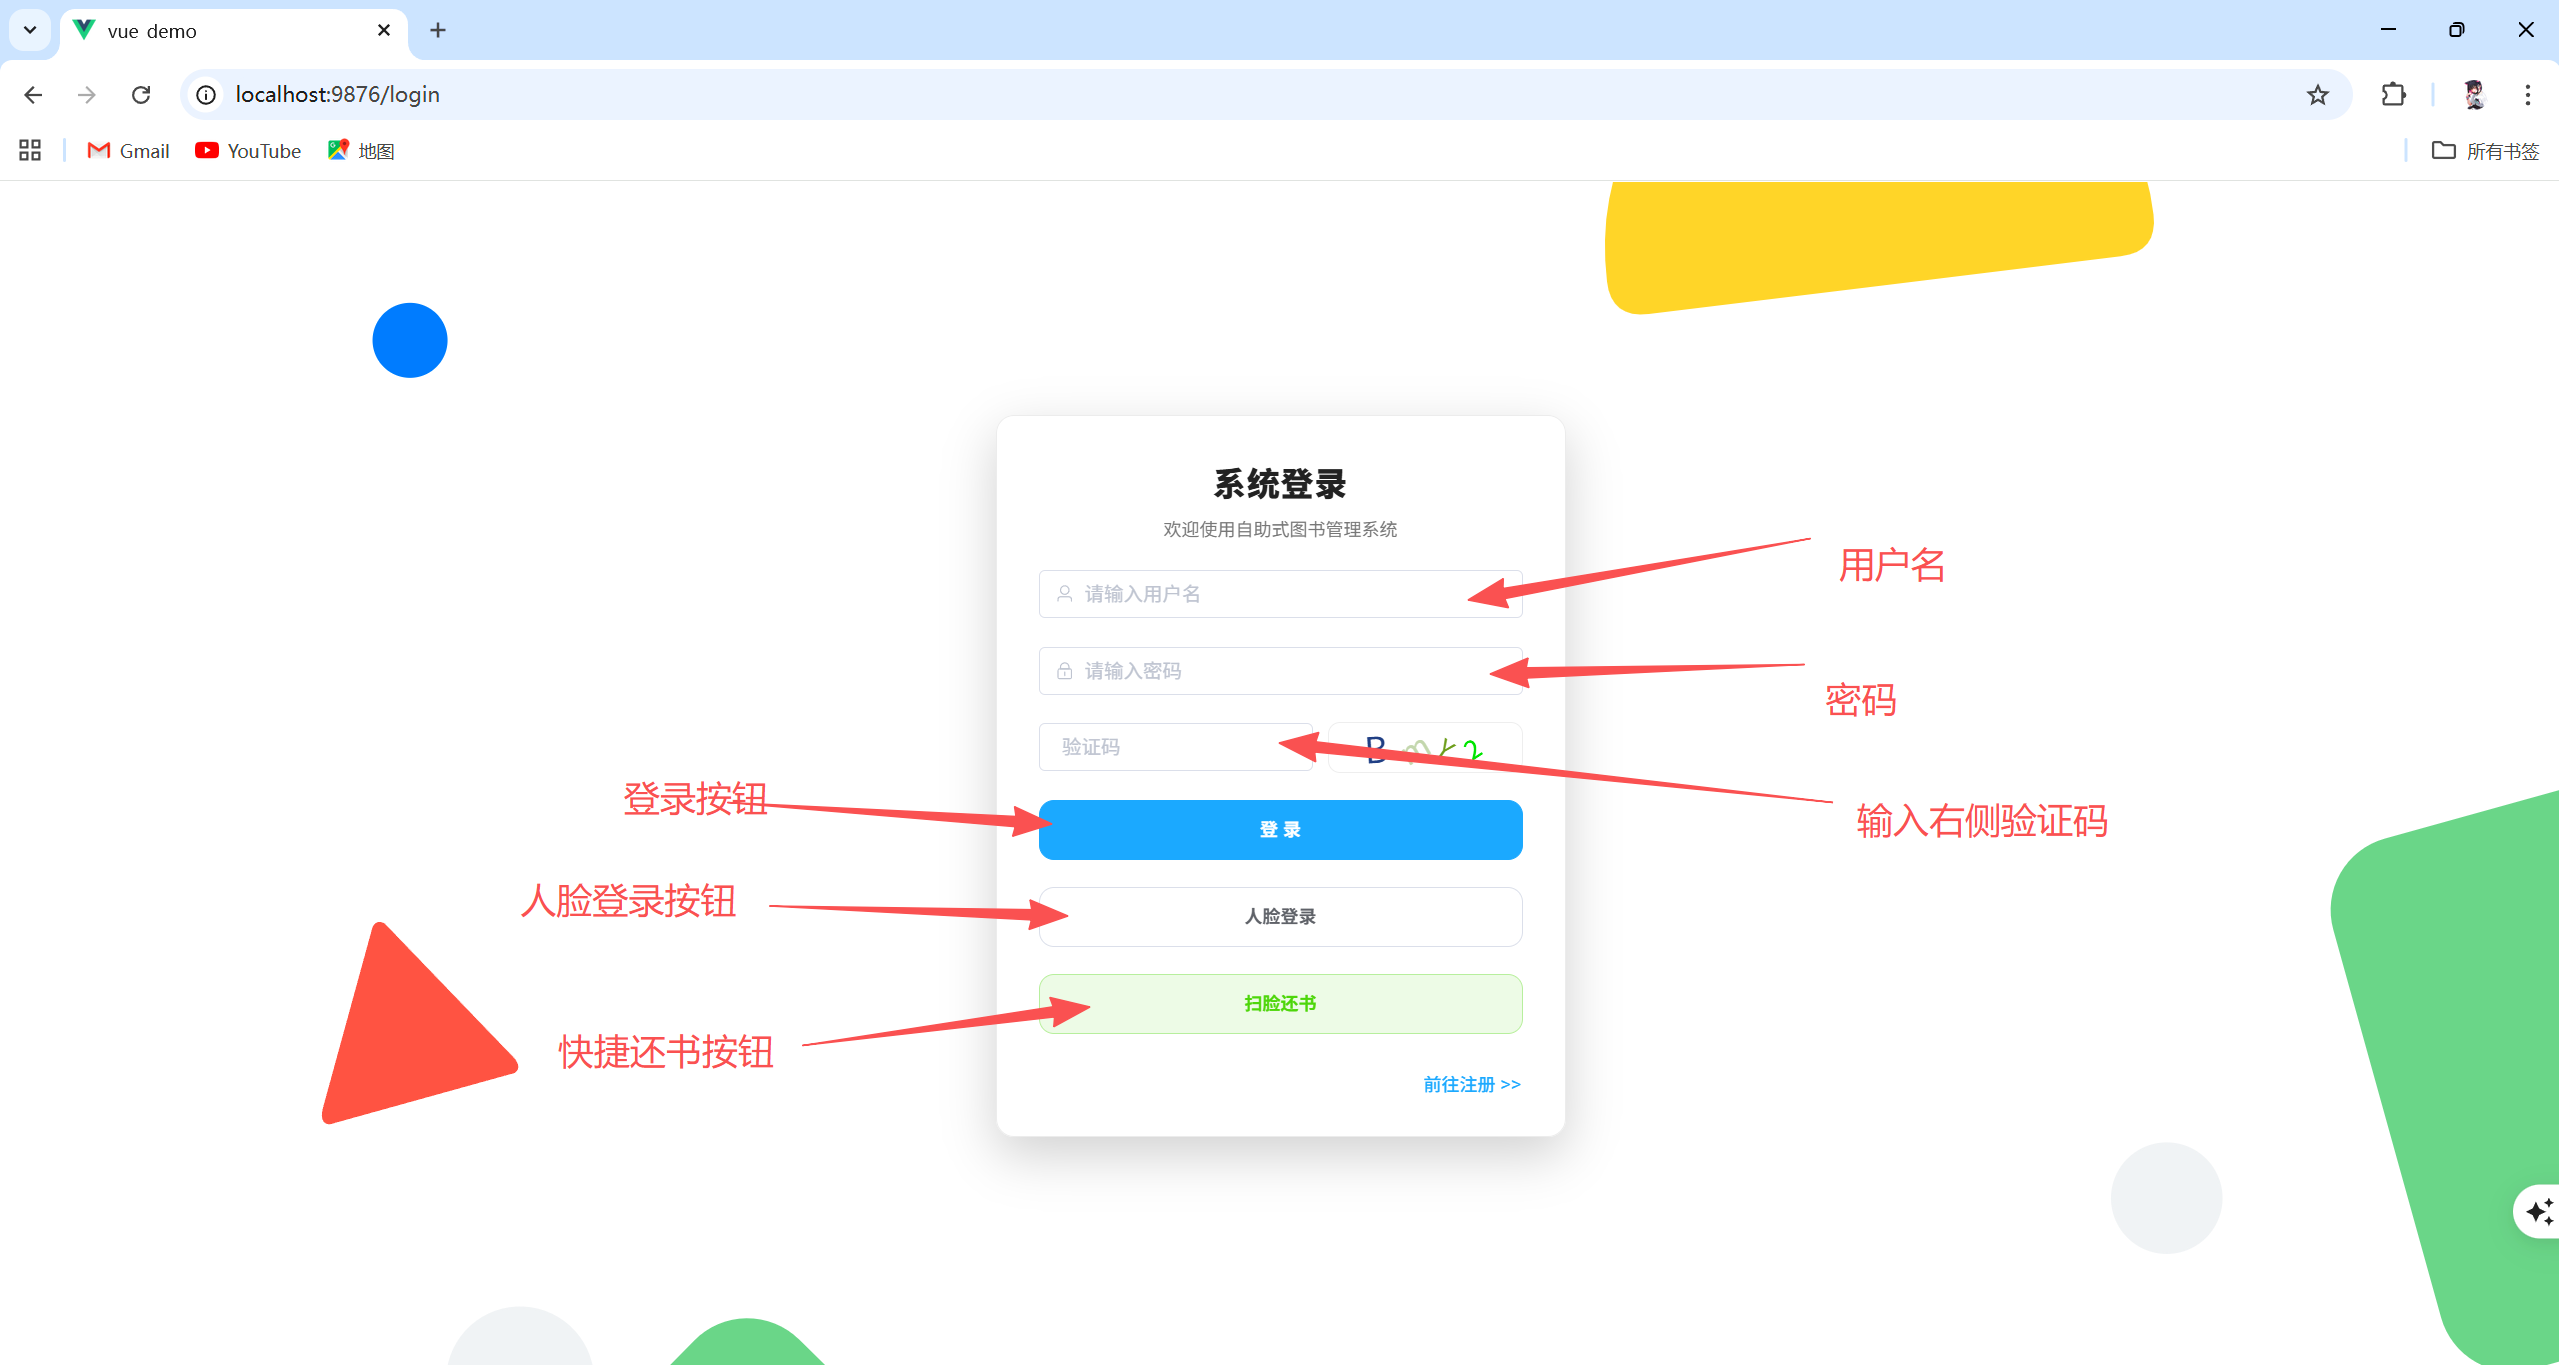 vue demo
localhost:9876/login
Gmail
YouTube
地图
所有书签
系统登录
欢迎使用自助式图书管理系统
请输入用户名
用户名
请输入密码
密码
验证码
输入右侧验证码
登录按钮
登 录
人脸登录按钮
人脸登录
扫脸还书
快捷还书按钮
前往注册 >>